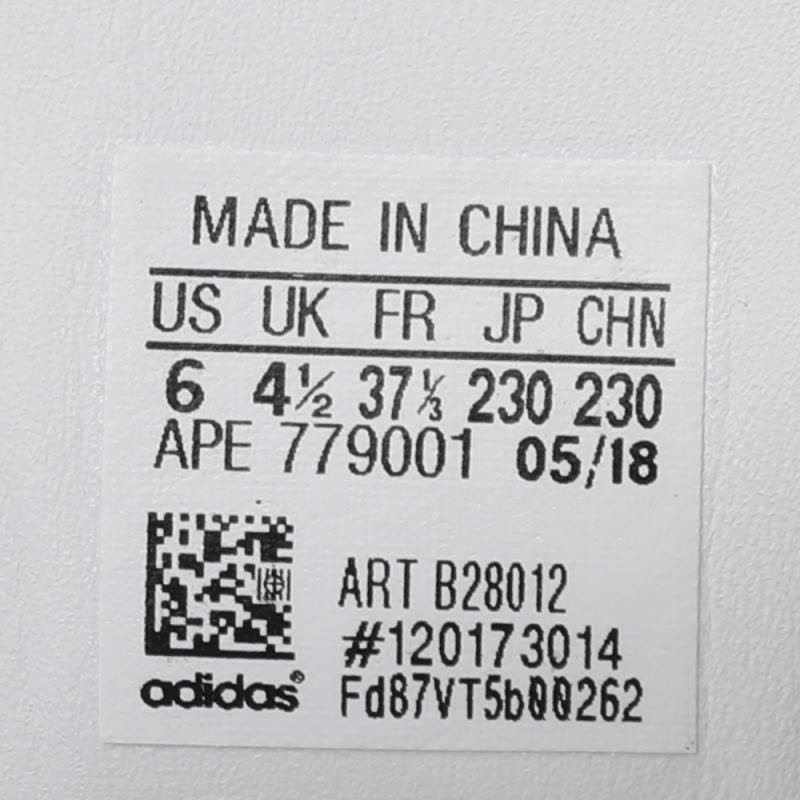 MADE IN CHINA
US UK FR JP CHN
6 4½ 37⅓ 230 230
APE 779001 05/18
ART B28012
#120173014
Fd87VT5b00262
adidas®